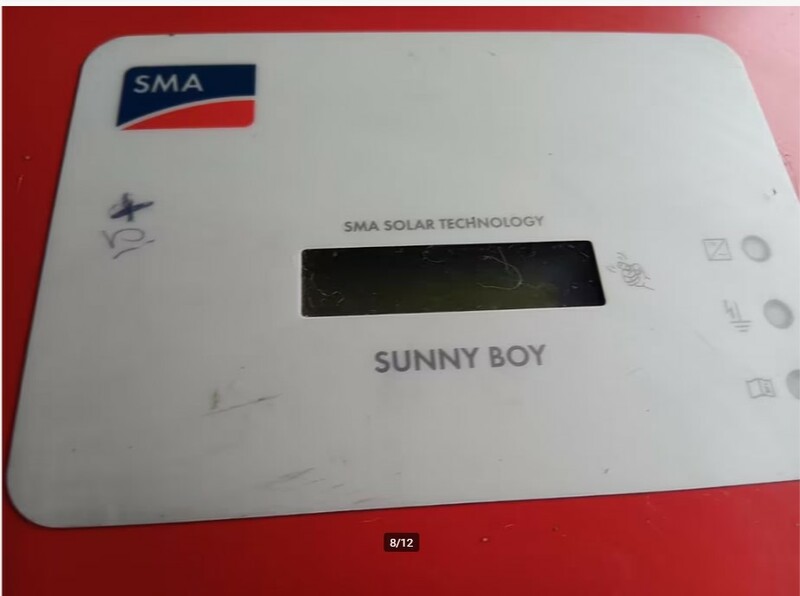 SMA
SMA SOLAR TECHNOLOGY
SUNNY BOY
8/12